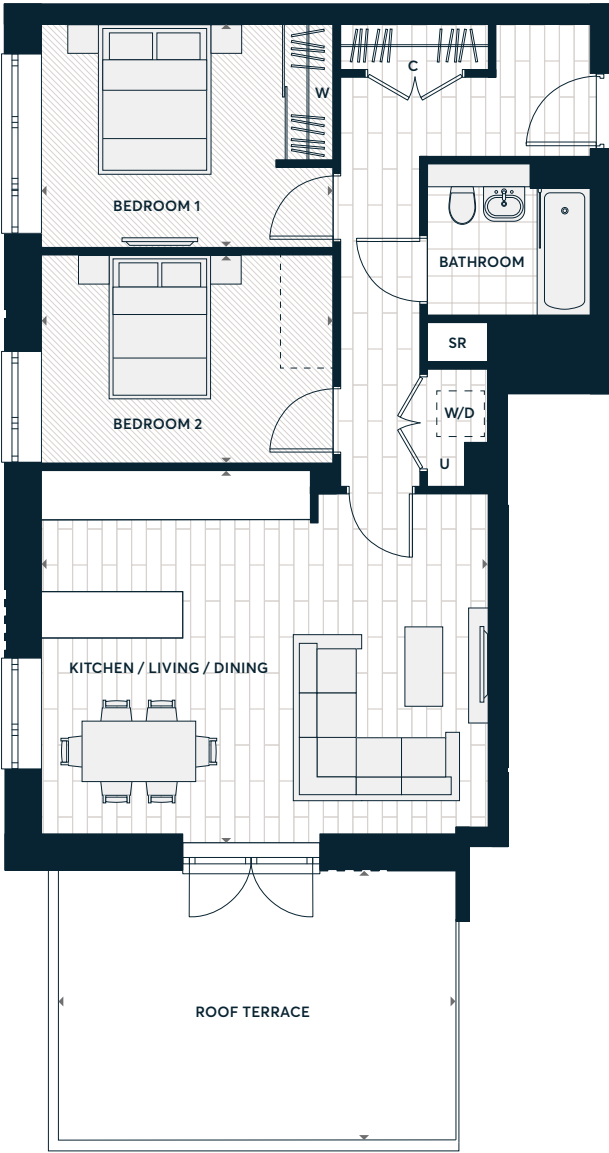 C
W
BEDROOM 1
BATHROOM
SR
W/D
BEDROOM 2
U
KITCHEN / LIVING / DINING
ROOF TERRACE